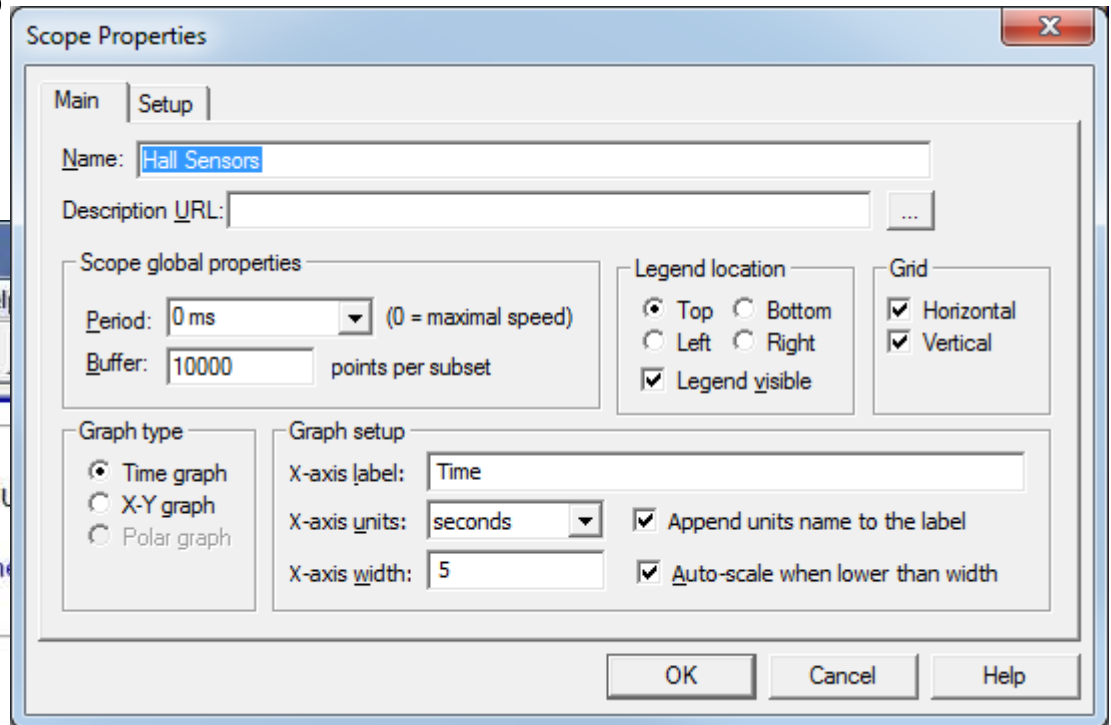 Scope Properties
Main Setup
Name: Hall Sensors
Description URL: ...
Scope global properties
Period: 0 ms (0 = maximal speed)
Buffer: 10000 points per subset
Legend location
Top Bottom
Left Right
Legend visible
Grid
Horizontal
Vertical
Graph type
Time graph
X-Y graph
Polar graph
Graph setup
X-axis label: Time
X-axis units: seconds Append units name to the label
X-axis width: 5 Auto-scale when lower than width
OK Cancel Help